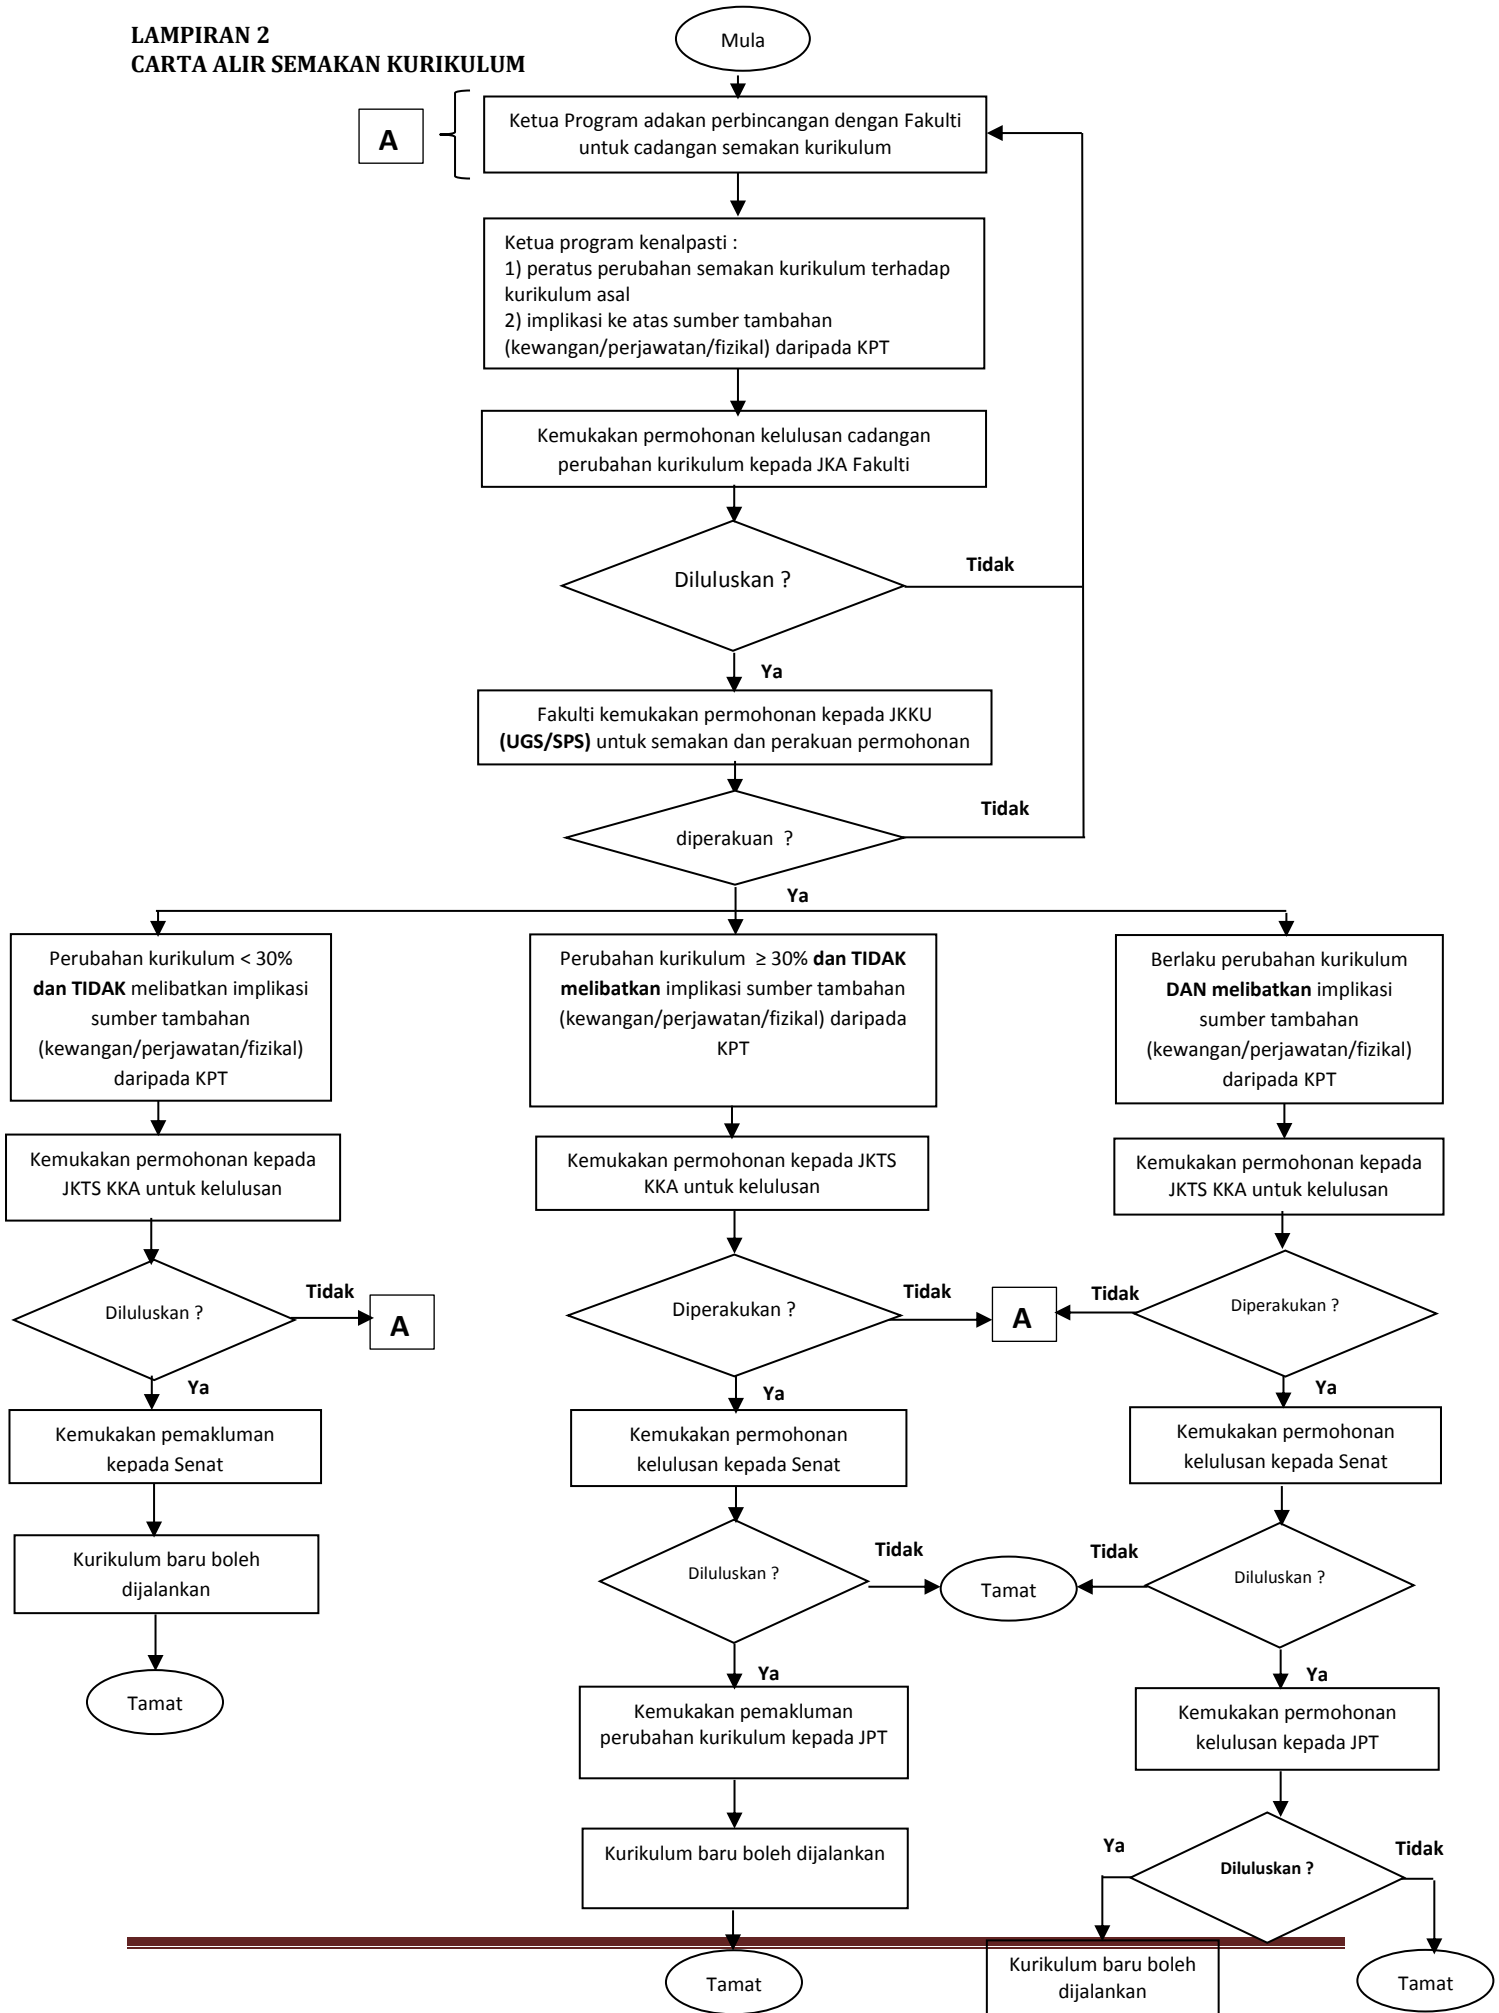 LAMPIRAN 2
CARTA ALIR SEMAKAN KURIKULUM
Mula
A
Ketua Program adakan perbincangan dengan Fakulti
untuk cadangan semakan kurikulum
Ketua program kenalpasti :
1) peratus perubahan semakan kurikulum terhadap
kurikulum asal
2) implikasi ke atas sumber tambahan
(kewangan/perjawatan/fizikal) daripada KPT
Kemukakan permohonan kelulusan cadangan
perubahan kurikulum kepada JKA Fakulti
Diluluskan ?
Tidak
Ya
Fakulti kemukakan permohonan kepada JKKU
(UGS/SPS) untuk semakan dan perakuan permohonan
diperakuan ?
Tidak
Ya
Perubahan kurikulum < 30%
dan TIDAK melibatkan implikasi
sumber tambahan
(kewangan/perjawatan/fizikal)
daripada KPT
Perubahan kurikulum ≥ 30% dan TIDAK
melibatkan implikasi sumber tambahan
(kewangan/perjawatan/fizikal) daripada
KPT
Berlaku perubahan kurikulum
DAN melibatkan implikasi
sumber tambahan
(kewangan/perjawatan/fizikal)
daripada KPT
Kemukakan permohonan kepada
JKTS KKA untuk kelulusan
Kemukakan permohonan kepada JKTS
KKA untuk kelulusan
Kemukakan permohonan kepada
JKTS KKA untuk kelulusan
Diluluskan ?
Tidak
A
Diperakukan ?
Tidak
A
Tidak
Diperakukan ?
Ya
Ya
Ya
Kemukakan pemakluman
kepada Senat
Kemukakan permohonan
kelulusan kepada Senat
Kemukakan permohonan
kelulusan kepada Senat
Kurikulum baru boleh
dijalankan
Diluluskan ?
Tidak
Tamat
Tidak
Diluluskan ?
Ya
Ya
Tamat
Kemukakan pemakluman
perubahan kurikulum kepada JPT
Kemukakan permohonan
kelulusan kepada JPT
Kurikulum baru boleh dijalankan
Ya
Diluluskan ?
Tidak
Tamat
Kurikulum baru boleh
dijalankan
Tamat